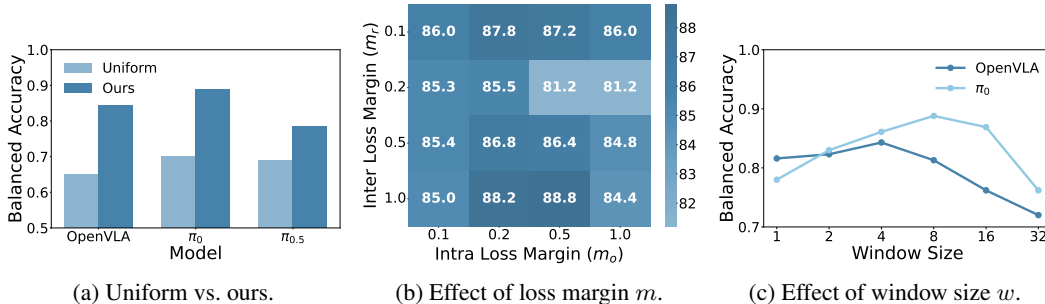 1.0
0.9
0.8
0.7
0.6
0.5
Balanced Accuracy
Uniform
Ours
OpenVLA π₀ π₀.₅
Model
(a) Uniform vs. ours.
Inter Loss Margin (mᵣ)
0.1 86.0 87.8 87.2 86.0
0.2 85.3 85.5 81.2 81.2
0.5 85.4 86.8 86.4 84.8
1.0 85.0 88.2 88.8 84.4
0.1 0.2 0.5 1.0
Intra Loss Margin (mₒ)
88
87
86
85
84
83
82
(b) Effect of loss margin m.
1.0
0.9
0.8
0.7
Balanced Accuracy
OpenVLA
π₀
1 2 4 8 16 32
Window Size
(c) Effect of window size w.